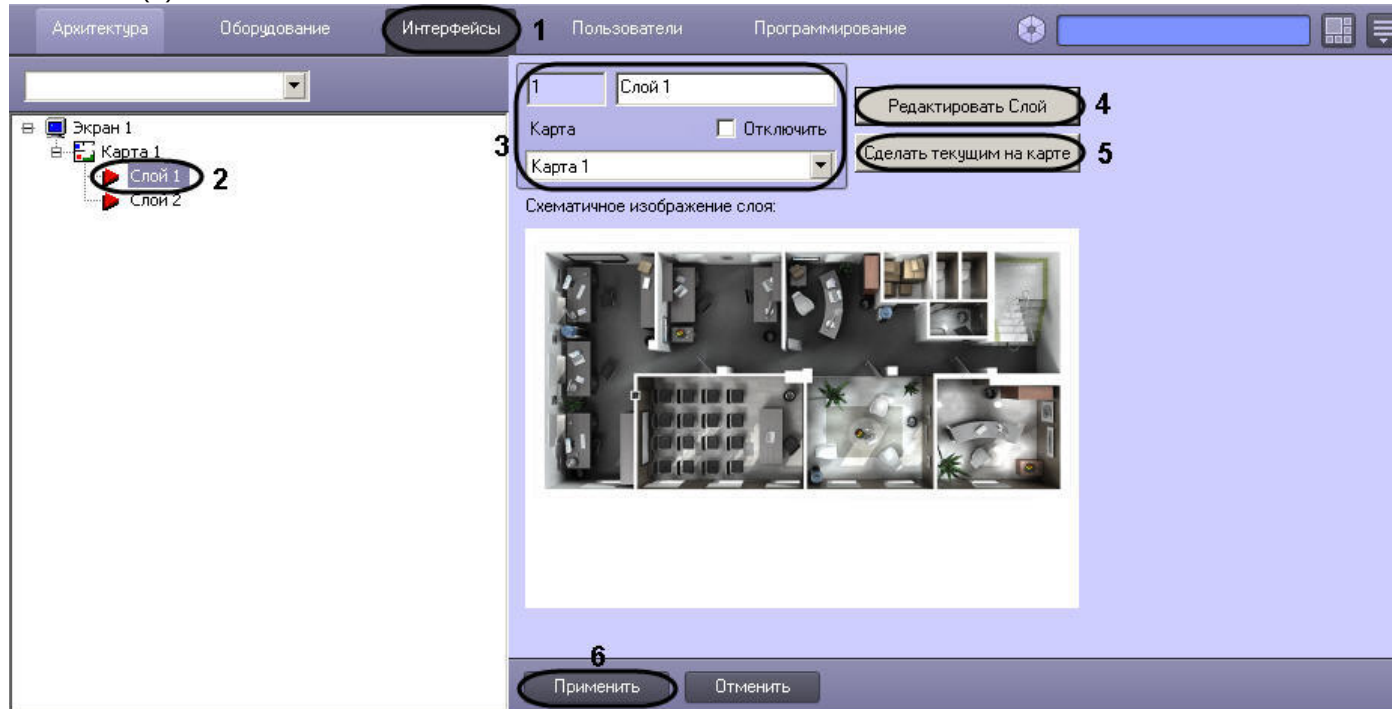 Архитектура Оборудование Интерфейсы 1 Пользователи Программирование
1 Слой 1
Редактировать Слой 4
Экран 1
Карта Отключить
3
Карта 1
Сделать текущим на карте 5
Карта 1
Слой 1 2
Слой 2
Схематичное изображение слоя:
6
Применить Отменить